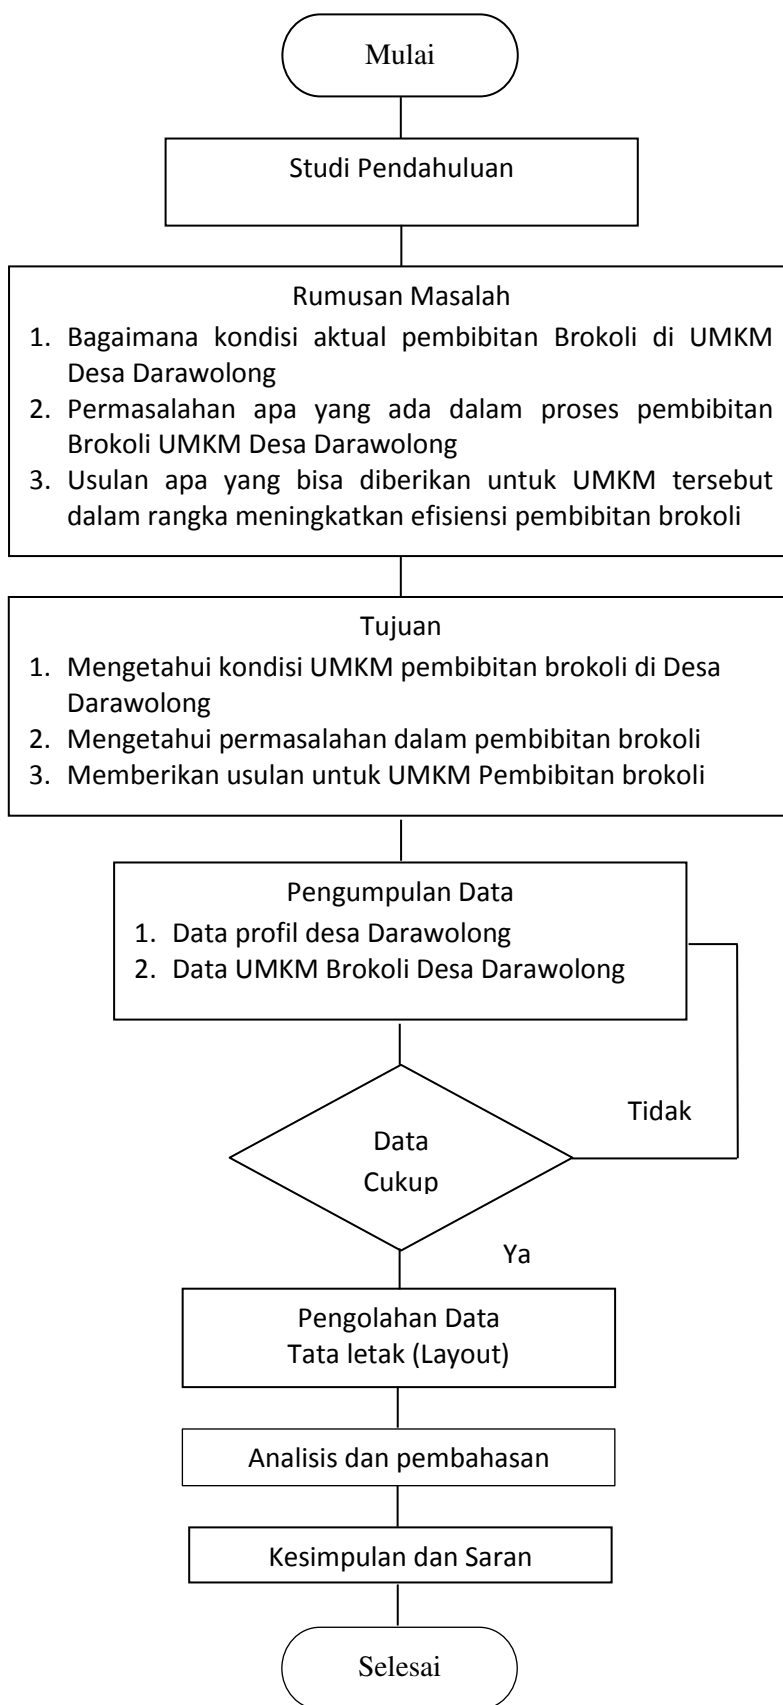 Mulai
Studi Pendahuluan
Rumusan Masalah
1. Bagaimana kondisi aktual pembibitan Brokoli di UMKM
Desa Darawolong
2. Permasalahan apa yang ada dalam proses pembibitan
Brokoli UMKM Desa Darawolong
3. Usulan apa yang bisa diberikan untuk UMKM tersebut
dalam rangka meningkatkan efisiensi pembibitan brokoli
Tujuan
1. Mengetahui kondisi UMKM pembibitan brokoli di Desa
Darawolong
2. Mengetahui permasalahan dalam pembibitan brokoli
3. Memberikan usulan untuk UMKM Pembibitan brokoli
Pengumpulan Data
1. Data profil desa Darawolong
2. Data UMKM Brokoli Desa Darawolong
Tidak
Data
Cukup
Ya
Pengolahan Data
Tata letak (Layout)
Analisis dan pembahasan
Kesimpulan dan Saran
Selesai